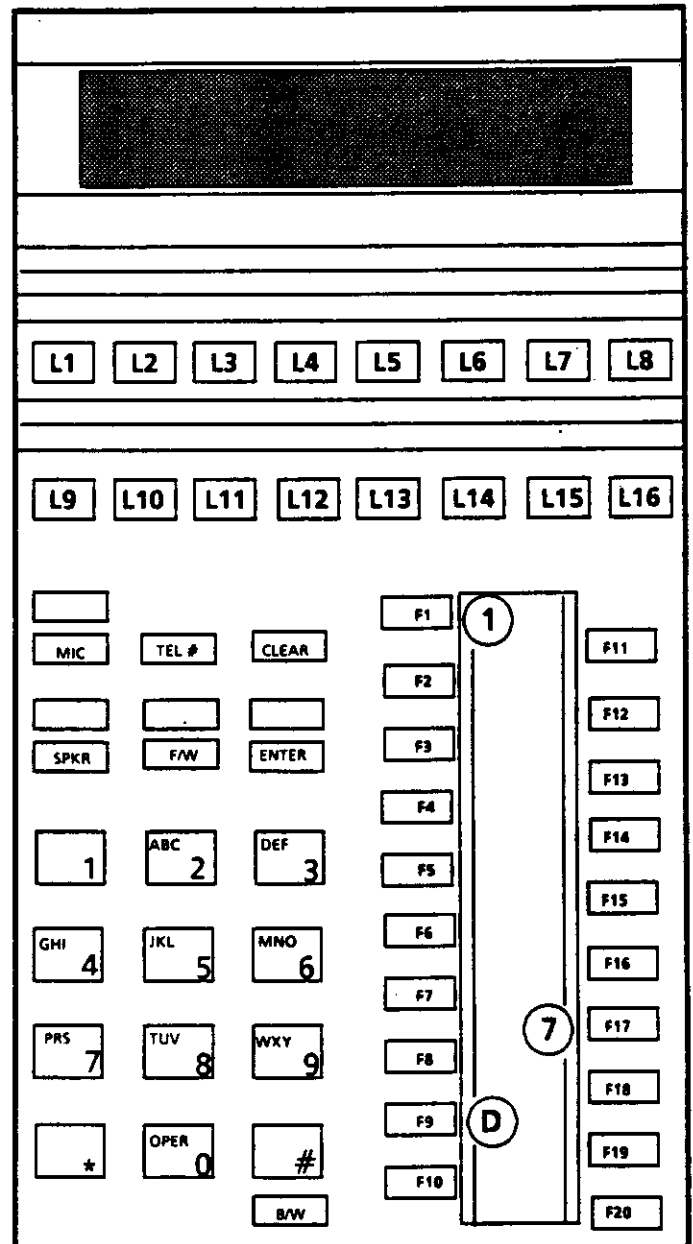 L1 L2 L3 L4 L5 L6 L7 L8
L9 L10 L11 L12 L13 L14 L15 L16
F1 1
MIC TEL # CLEAR F11
F2
F12
SPKR F/W ENTER F3
F13
F4
1 ABC 2 DEF 3 F14
F5
F15
GHI 4 JKL 5 MNO 6 F6
F16
F7
PRS 7 TUV 8 WXY 9 7 F17
F8
F18
F9 D
* OPER 0 # F19
F10
B/W F20